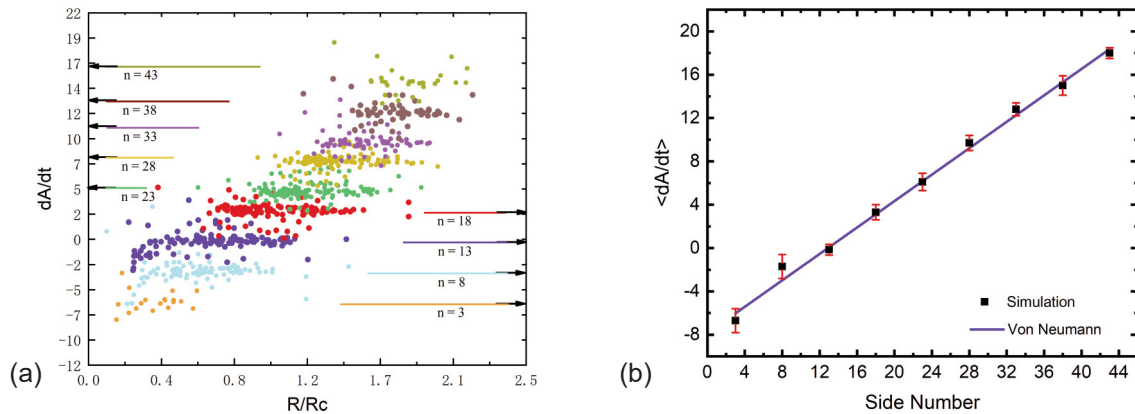 22
19
17
14
12
10
7
5
2
0
-2
-5
-7
-10
-12
dA/dt
n = 43
n = 38
n = 33
n = 28
n = 23
n = 18
n = 13
n = 8
n = 3
0.0 0.4 0.8 1.2 1.7 2.1 2.5
R/Rc
(a)
20
16
12
8
4
0
-4
-8
<dA/dt>
Simulation
Von Neumann
0 4 8 12 16 20 24 28 32 36 40 44
Side Number
(b)